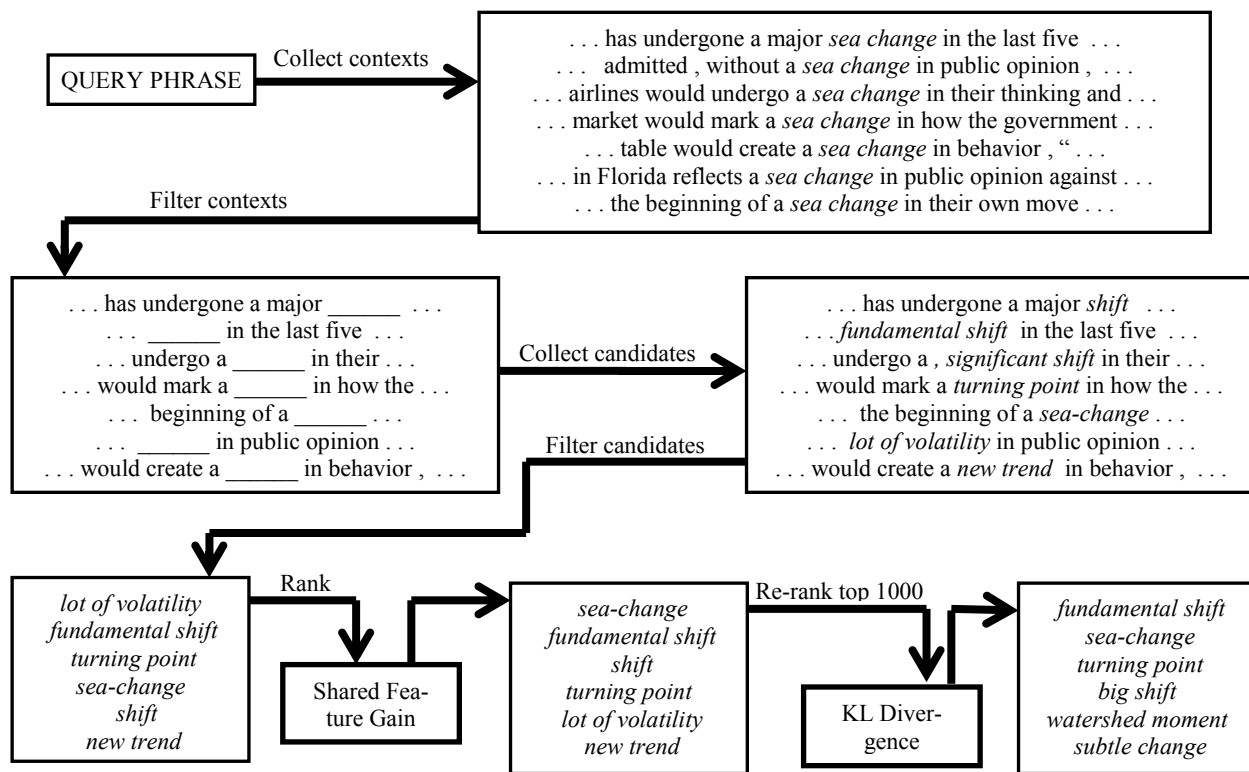 QUERY PHRASE
Collect contexts
. . . has undergone a major sea change in the last five . . .
. . . admitted , without a sea change in public opinion , . . .
. . . airlines would undergo a sea change in their thinking and . . .
. . . market would mark a sea change in how the government . . .
. . . table would create a sea change in behavior , “ . . .
. . . in Florida reflects a sea change in public opinion against . . .
. . . the beginning of a sea change in their own move . . .
Filter contexts
. . . has undergone a major ______ . . .
. . . ______ in the last five . . .
. . . undergo a ______ in their . . .
. . . would mark a ______ in how the . . .
. . . beginning of a ______ . . .
. . . ______ in public opinion . . .
. . . would create a ______ in behavior , . . .
Collect candidates
. . . has undergone a major shift . . .
. . . fundamental shift in the last five . . .
. . . undergo a , significant shift in their . . .
. . . would mark a turning point in how the . . .
. . . the beginning of a sea-change . . .
. . . lot of volatility in public opinion . . .
. . . would create a new trend in behavior , . . .
Filter candidates
lot of volatility
fundamental shift
turning point
sea-change
shift
new trend
Rank
Shared Fea-
ture Gain
sea-change
fundamental shift
shift
turning point
lot of volatility
new trend
Re-rank top 1000
KL Diver-
gence
fundamental shift
sea-change
turning point
big shift
watershed moment
subtle change